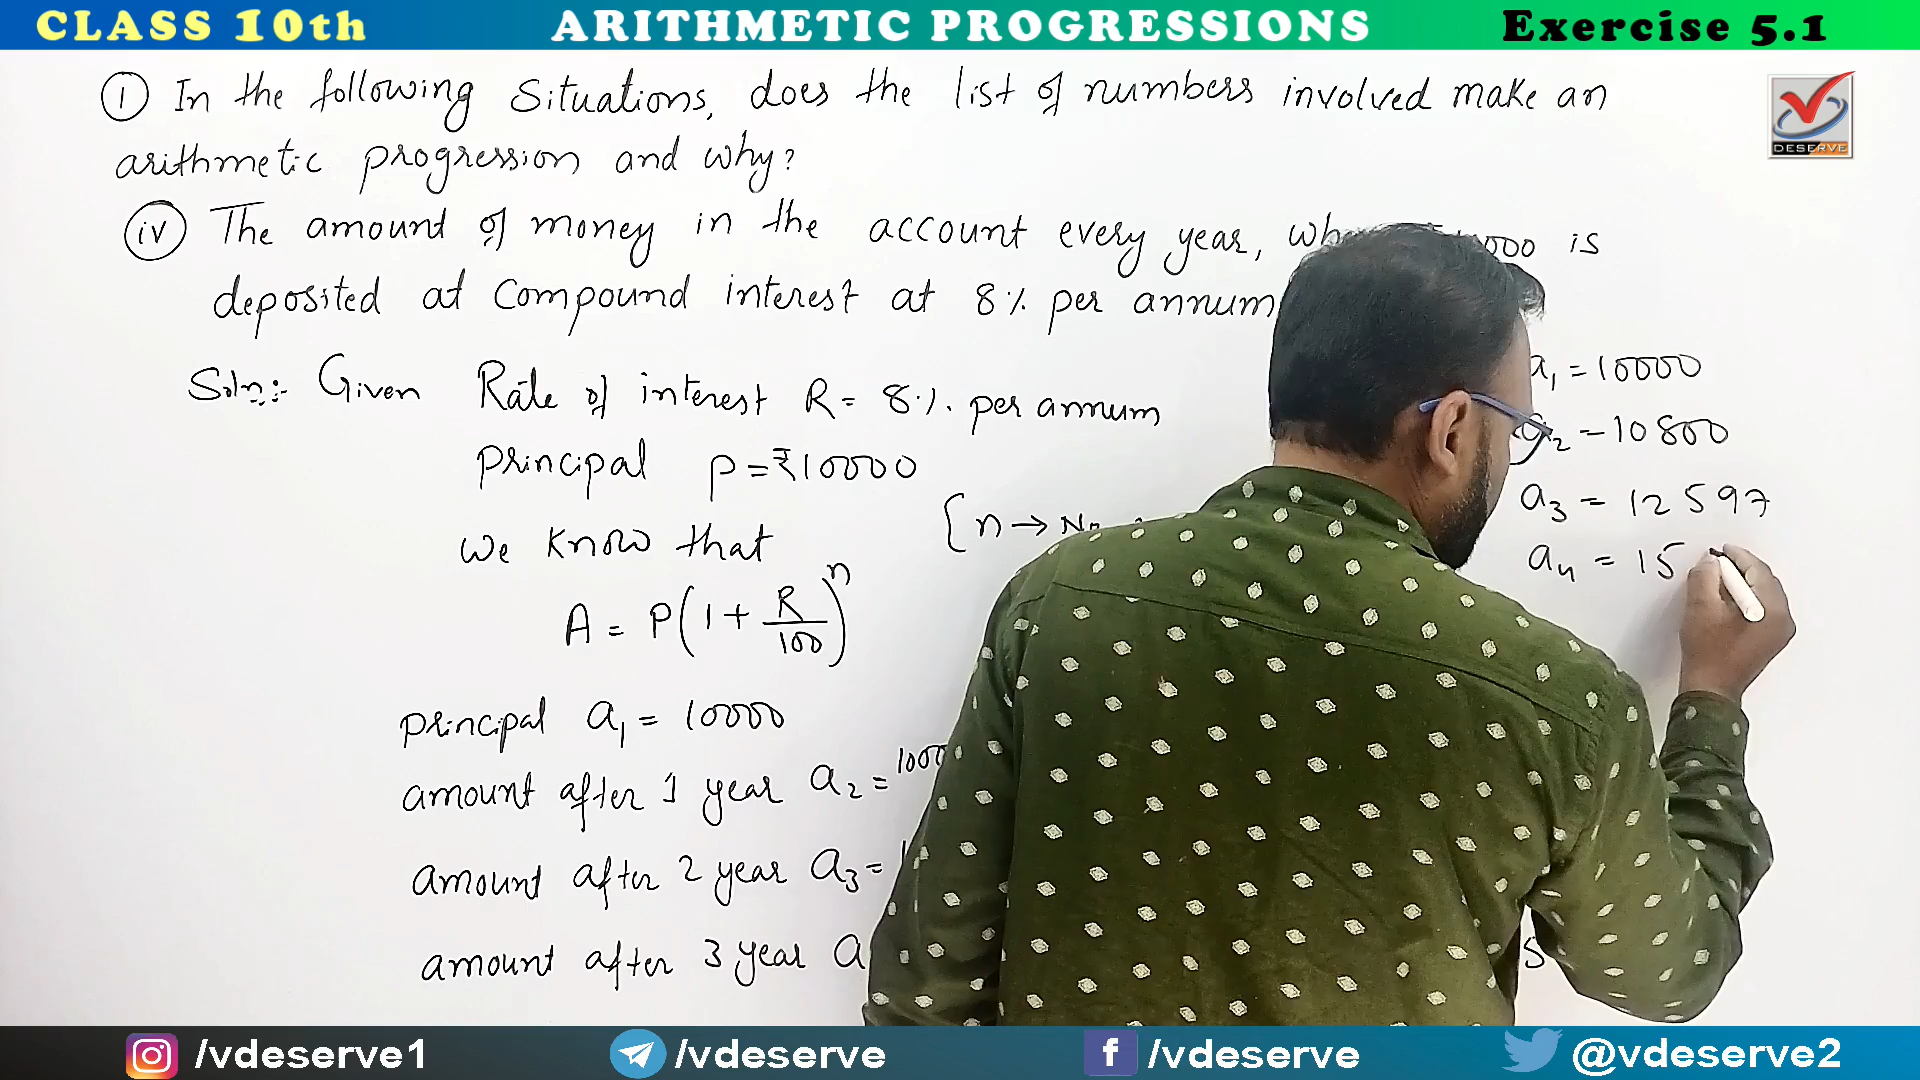 CLASS 10th ARITHMETIC PROGRESSIONS Exercise 5.1
DESERVE
① In the following Situations, does the list of numbers involved make an
arithmetic progression and why?
(iv) The amount of money in the account every year, 000 is
deposited at compound interest at 8% per annum
Soln:- Given Rate of interest R = 8%. per annum
principal P = ₹10000
we know that {n →
A = P(1 + R/100)^n
principal a₁ = 10000
amount after 1 year a₂ = 1000
amount after 2 year a₃ =
amount after 3 year a
a₁ = 10000
a₂ = 10800
a₃ = 12597
a₄ = 15
/vdeserve1 /vdeserve /vdeserve @vdeserve2